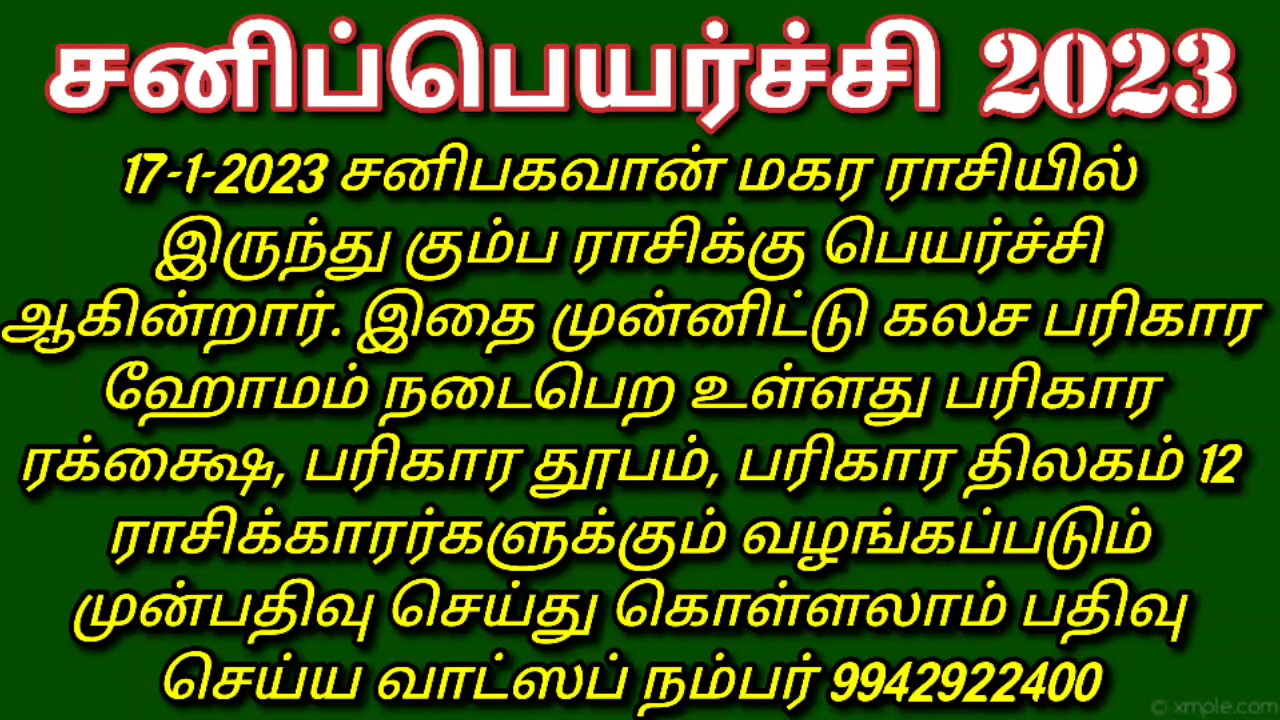 சனிப்பெயர்ச்சி 2023
17-1-2023 சனிபகவான் மகர ராசியில்
இருந்து கும்ப ராசிக்கு பெயர்ச்சி
ஆகின்றார். இதை முன்னிட்டு கலச பரிகார
ஹோமம் நடைபெற உள்ளது பரிகார
ரக்க்ஷை, பரிகார தூபம், பரிகார திலகம் 12
ராசிக்காரர்களுக்கும் வழங்கப்படும்
முன்பதிவு செய்து கொள்ளலாம் பதிவு
செய்ய வாட்ஸப் நம்பர் 9942922400
© xmple.com